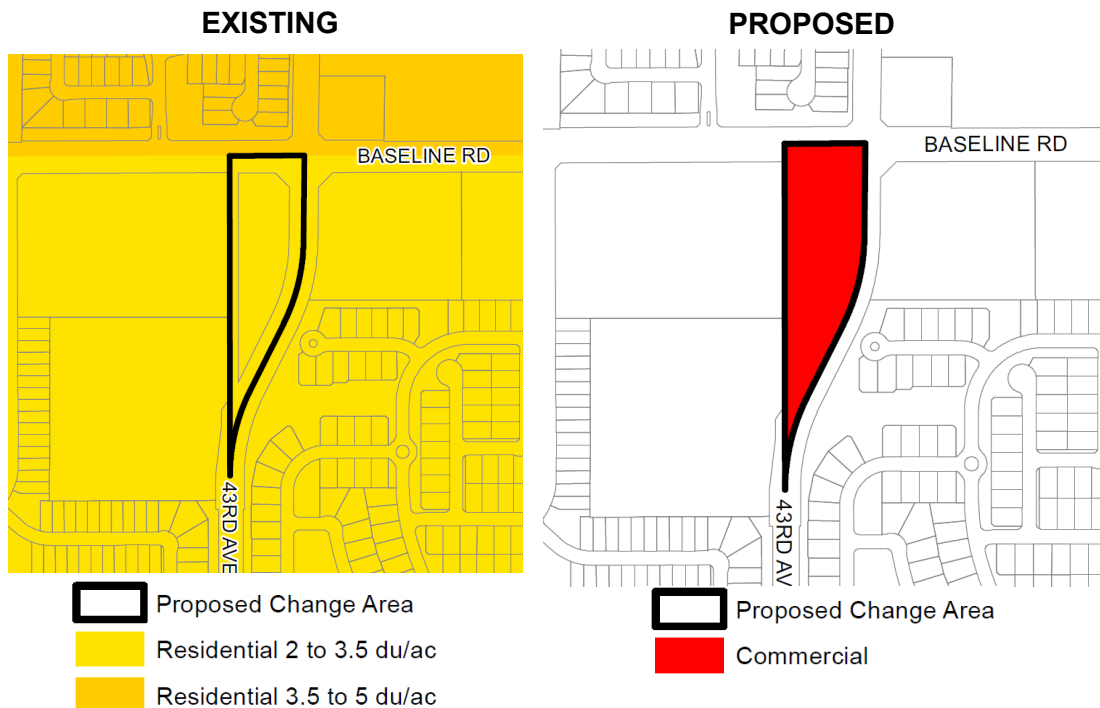 EXISTING
BASELINE RD
43RD AVE
Proposed Change Area
Residential 2 to 3.5 du/ac
Residential 3.5 to 5 du/ac
PROPOSED
BASELINE RD
43RD AV
Proposed Change Area
Commercial